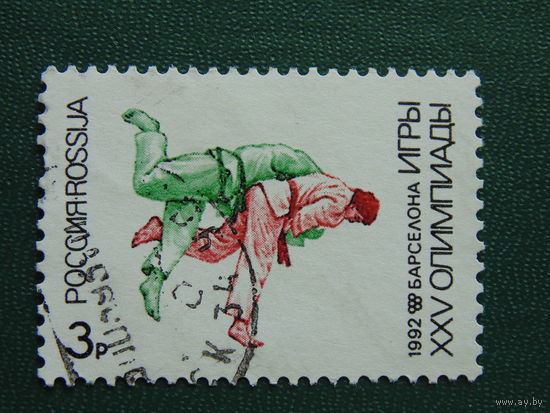 РОССИЯ·ROSSIJA
3р
1992 БАРСЕЛОНА
ИГРЫ
XXV ОЛИМПИАДЫ
www.ay.by